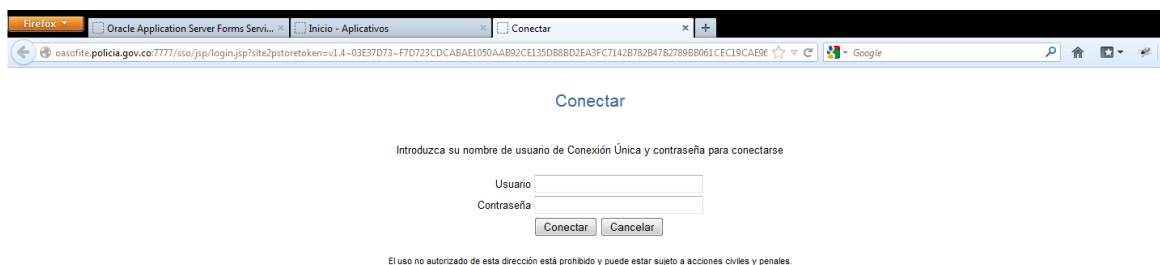 Firefox
Oracle Application Server Forms Servi...
Inicio - Aplicativos
Conectar
oasofite.policia.gov.co:7777/sso/jsp/login.jsp?site2pstoretoken=v1.4~03E37D73~F7D723CDCABAE1050AAB92CE135DB8BD2EA3FC7142B782B47B2789BB061CEC19CAE96
Google
Conectar
Introduzca su nombre de usuario de Conexión Única y contraseña para conectarse
Usuario
Contraseña
Conectar Cancelar
El uso no autorizado de esta dirección está prohibido y puede estar sujeto a acciones civiles y penales.